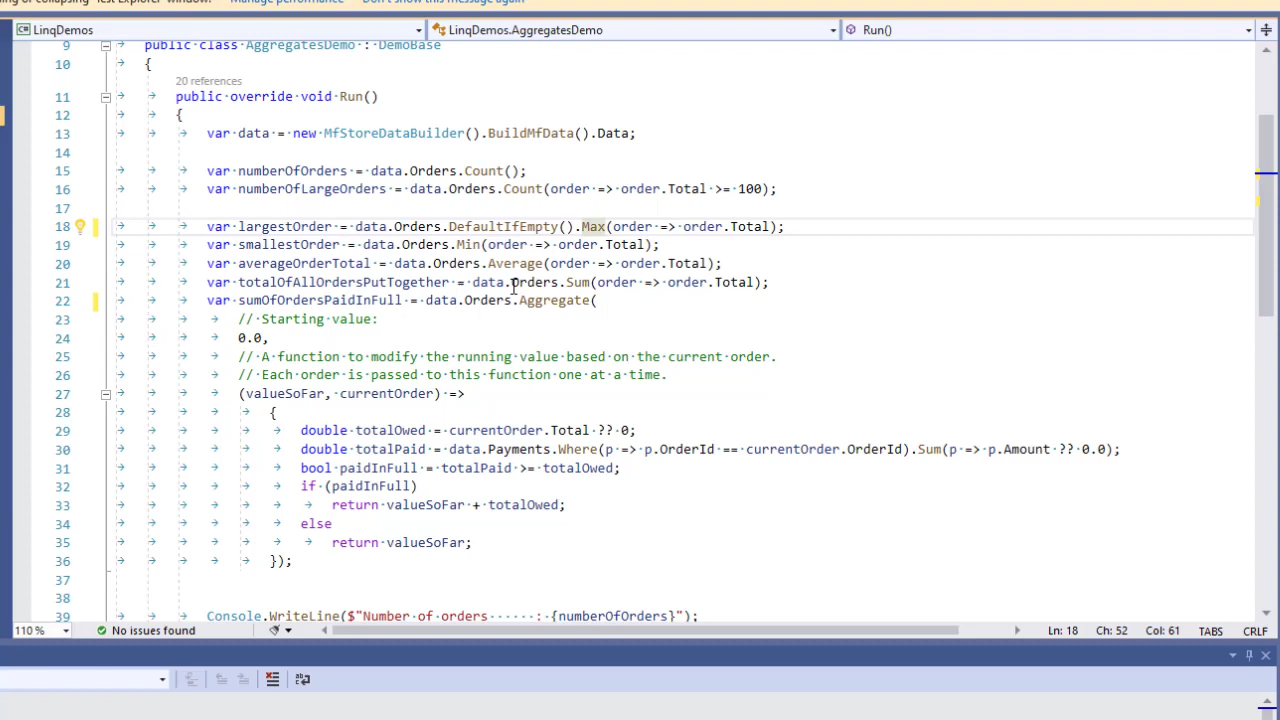 Manage performance Don't show this message again
LinqDemos LinqDemos.AggregatesDemo Run()
9 public class AggregatesDemo : DemoBase
10 {
20 references
11 public override void Run()
12 {
13 var data = new MfStoreDataBuilder().BuildMfData().Data;
14
15 var numberOfOrders = data.Orders.Count();
16 var numberOfLargeOrders = data.Orders.Count(order => order.Total >= 100);
17
18 var largestOrder = data.Orders.DefaultIfEmpty().Max(order => order.Total);
19 var smallestOrder = data.Orders.Min(order => order.Total);
20 var averageOrderTotal = data.Orders.Average(order => order.Total);
21 var totalOfAllOrdersPutTogether = data.Orders.Sum(order => order.Total);
22 var sumOfOrdersPaidInFull = data.Orders.Aggregate(
23 // Starting value:
24 0.0,
25 // A function to modify the running value based on the current order.
26 // Each order is passed to this function one at a time.
27 (valueSoFar, currentOrder) =>
28 {
29 double totalOwed = currentOrder.Total ?? 0;
30 double totalPaid = data.Payments.Where(p => p.OrderId == currentOrder.OrderId).Sum(p => p.Amount ?? 0.0);
31 bool paidInFull = totalPaid >= totalOwed;
32 if (paidInFull)
33 return valueSoFar + totalOwed;
34 else
35 return valueSoFar;
36 });
37
38
39 Console.WriteLine($"Number of orders      : {numberOfOrders}");
110 % No issues found Ln: 18 Ch: 52 Col: 61 TABS CRLF